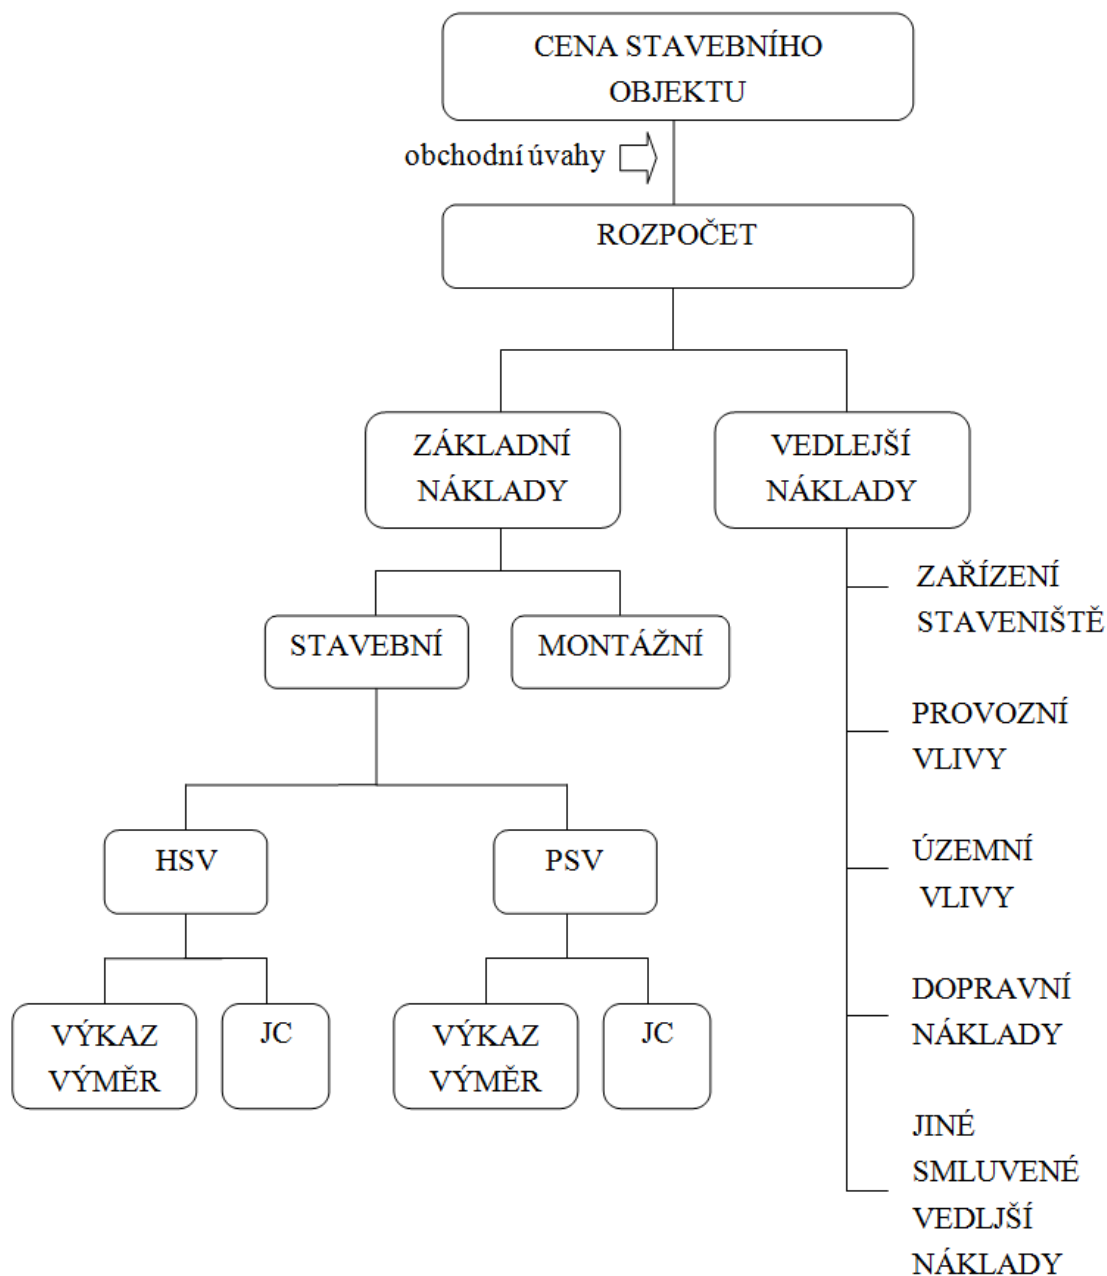 CENA STAVEBNÍHO
OBJEKTU
obchodní úvahy
ROZPOČET
ZÁKLADNÍ
NÁKLADY
VEDLEJŠÍ
NÁKLADY
STAVEBNÍ
MONTÁŽNÍ
HSV
PSV
VÝKAZ
VÝMĚR
JC
VÝKAZ
VÝMĚR
JC
ZAŘÍZENÍ
STAVENIŠTĚ
PROVOZNÍ
VLIVY
ÚZEMNÍ
VLIVY
DOPRAVNÍ
NÁKLADY
JINÉ
SMLUVENÉ
VEDLJŠÍ
NÁKLADY